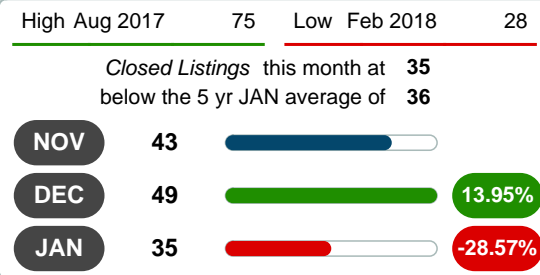 High Aug 2017 75 Low Feb 2018 28
Closed Listings this month at 35
below the 5 yr JAN average of 36
NOV 43
DEC 49 13.95%
JAN 35 -28.57%